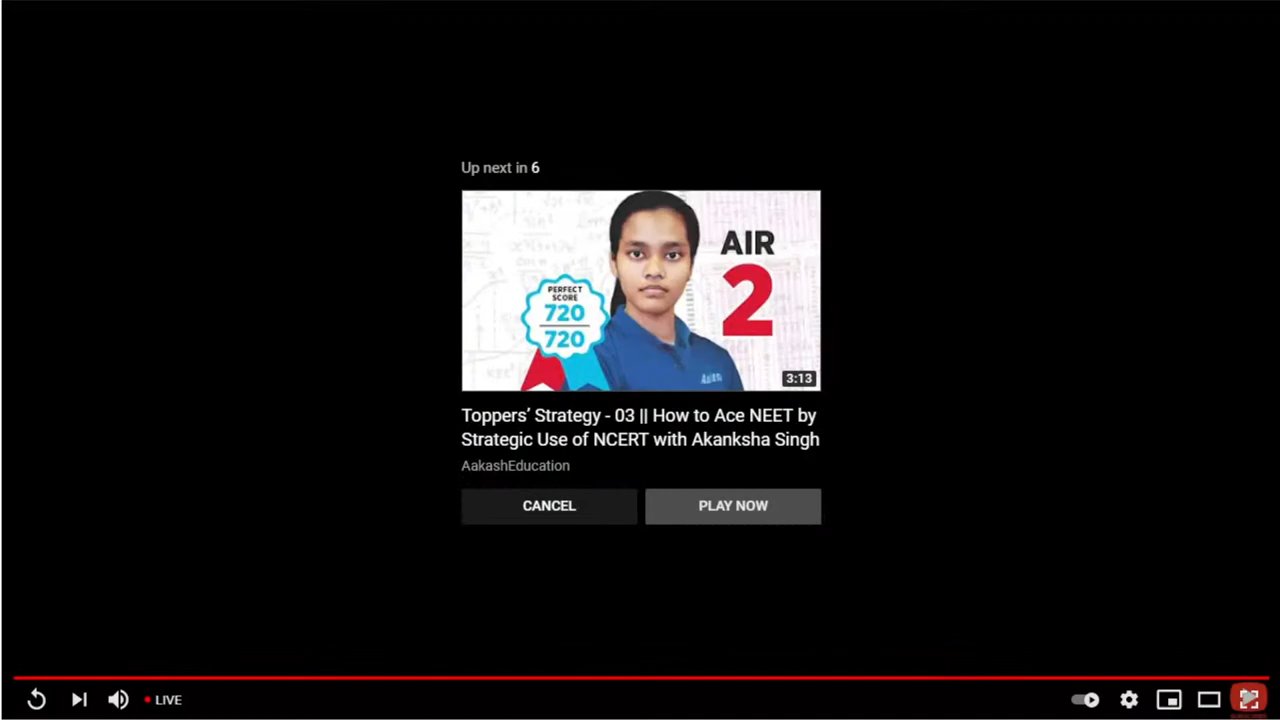 Up next in 6
AIR
2
PERFECT
SCORE
720
720
3:13
Toppers’ Strategy - 03 || How to Ace NEET by
Strategic Use of NCERT with Akanksha Singh
AakashEducation
CANCEL
PLAY NOW
LIVE